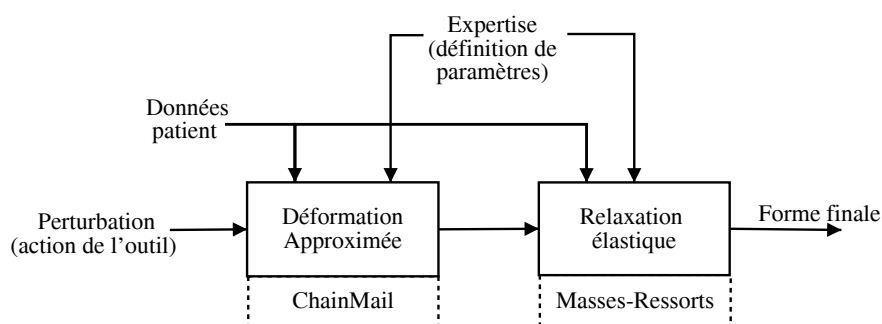 Expertise
(définition de
paramètres)
Données
patient
Perturbation
(action de l'outil)
Déformation
Approximée
Relaxation
élastique
Forme finale
ChainMail
Masses-Ressorts